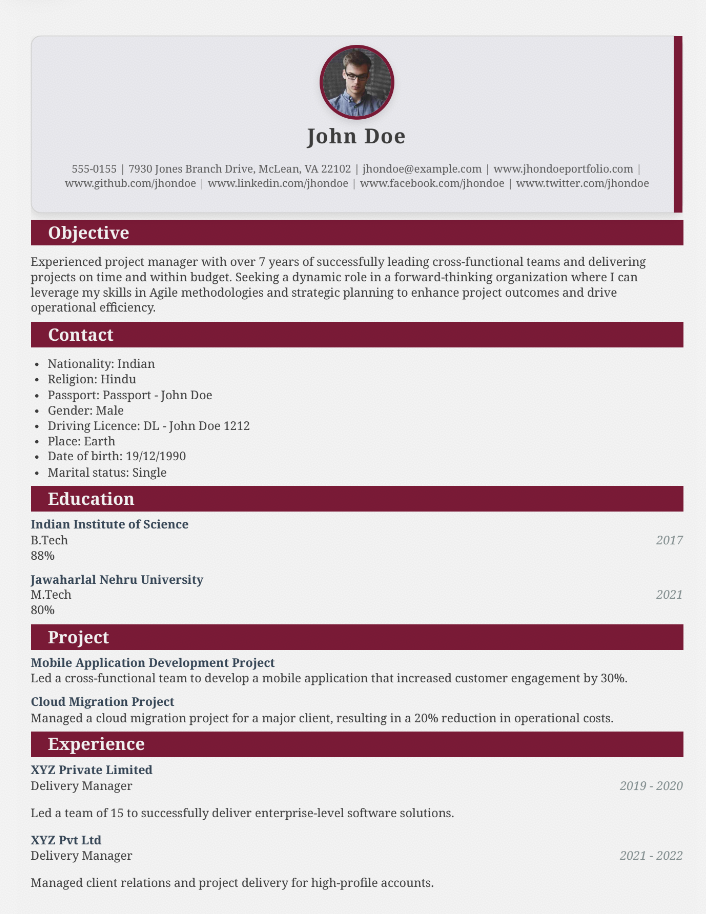 John Doe
555-0155 | 7930 Jones Branch Drive, McLean, VA 22102 | jhondoe@example.com | www.jhondoeportfolio.com |
www.github.com/jhondoe | www.linkedin.com/jhondoe | www.facebook.com/jhondoe | www.twitter.com/jhondoe
Objective
Experienced project manager with over 7 years of successfully leading cross-functional teams and delivering
projects on time and within budget. Seeking a dynamic role in a forward-thinking organization where I can
leverage my skills in Agile methodologies and strategic planning to enhance project outcomes and drive
operational efficiency.
Contact
• Nationality: Indian
• Religion: Hindu
• Passport: Passport - John Doe
• Gender: Male
• Driving Licence: DL - John Doe 1212
• Place: Earth
• Date of birth: 19/12/1990
• Marital status: Single
Education
Indian Institute of Science
B.Tech 2017
88%
Jawaharlal Nehru University
M.Tech 2021
80%
Project
Mobile Application Development Project
Led a cross-functional team to develop a mobile application that increased customer engagement by 30%.
Cloud Migration Project
Managed a cloud migration project for a major client, resulting in a 20% reduction in operational costs.
Experience
XYZ Private Limited
Delivery Manager 2019 - 2020
Led a team of 15 to successfully deliver enterprise-level software solutions.
XYZ Pvt Ltd
Delivery Manager 2021 - 2022
Managed client relations and project delivery for high-profile accounts.